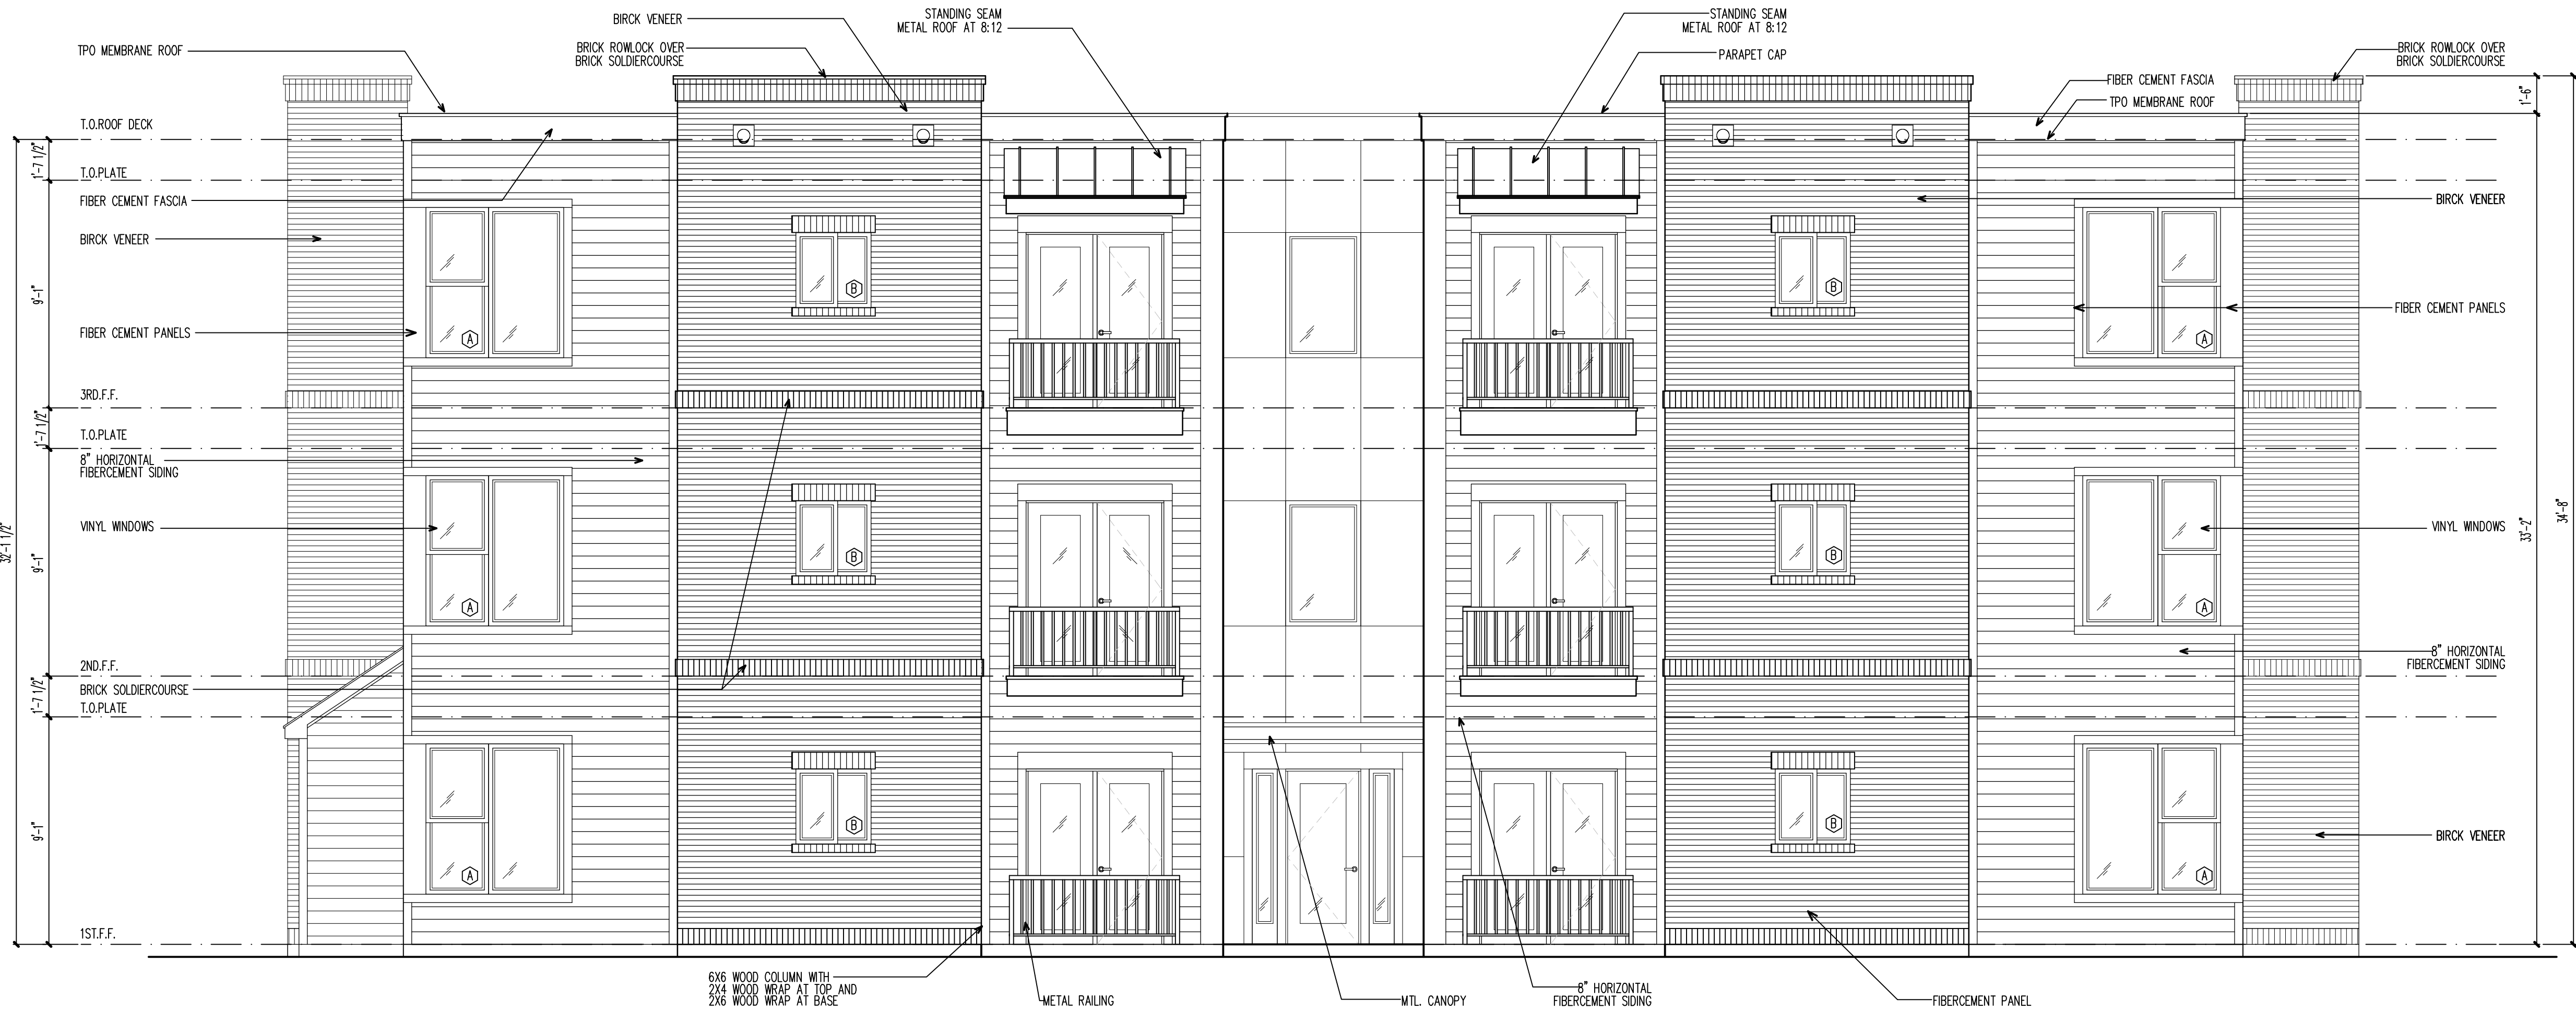 BIRCK VENEER
STANDING SEAM
METAL ROOF AT 8:12
STANDING SEAM
METAL ROOF AT 8:12
TPO MEMBRANE ROOF
BRICK ROWLOCK OVER
BRICK SOLDIERCOURSE
PARAPET CAP
BRICK ROWLOCK OVER
BRICK SOLDIERCOURSE
FIBER CEMENT FASCIA
TPO MEMBRANE ROOF
1'-6"
T.O.ROOF DECK
1'-7 1/2"
T.O.PLATE
FIBER CEMENT FASCIA
BIRCK VENEER
BIRCK VENEER
9'-1"
B
B
FIBER CEMENT PANELS
FIBER CEMENT PANELS
A
A
3RD.F.F.
1'-7 1/2"
T.O.PLATE
8" HORIZONTAL
FIBERCEMENT SIDING
VINYL WINDOWS
VINYL WINDOWS
32'-1 1/2"
33'-2"
34'-8"
9'-1"
B
B
A
A
8" HORIZONTAL
FIBERCEMENT SIDING
2ND.F.F.
1'-7 1/2"
BRICK SOLDIERCOURSE
T.O.PLATE
9'-1"
B
B
BIRCK VENEER
A
A
1ST.F.F.
6X6 WOOD COLUMN WITH
2X4 WOOD WRAP AT TOP AND
2X6 WOOD WRAP AT BASE
METAL RAILING
MTL. CANOPY
8" HORIZONTAL
FIBERCEMENT SIDING
FIBERCEMENT PANEL